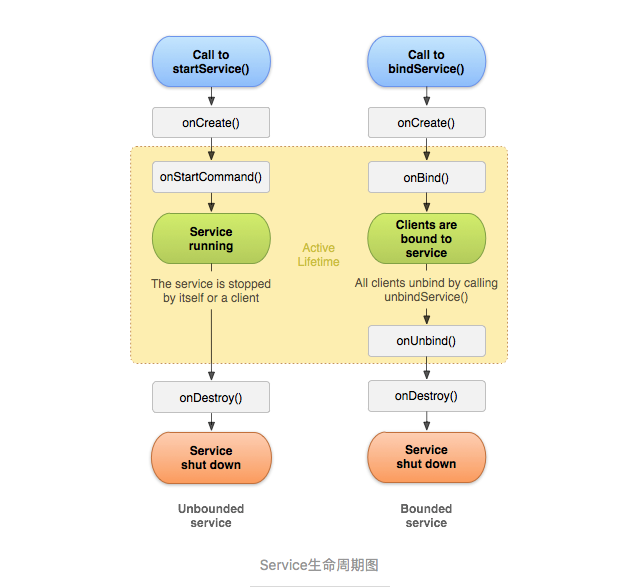 Call to
startService()
onCreate()
onStartCommand()
Service
running
The service is stopped
by itself or a client
onDestroy()
Service
shut down
Unbounded
service
Active
Lifetime
Call to
bindService()
onCreate()
onBind()
Clients are
bound to
service
All clients unbind by calling
unbindService()
onUnbind()
onDestroy()
Service
shut down
Bounded
service
Service生命周期图